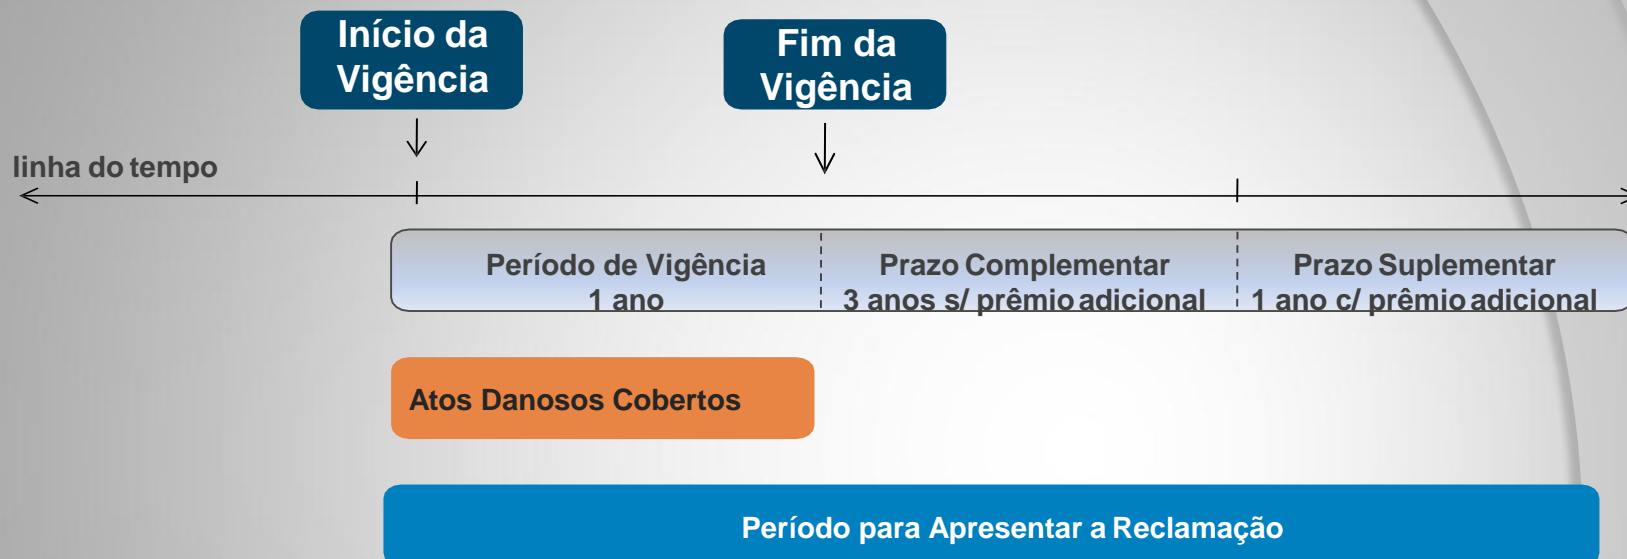 Início da
Vigência
Fim da
Vigência
linha do tempo
Período de Vigência
1 ano
Prazo Complementar
3 anos s/ prêmio adicional
Prazo Suplementar
1 ano c/ prêmio adicional
Atos Danosos Cobertos
Período para Apresentar a Reclamação